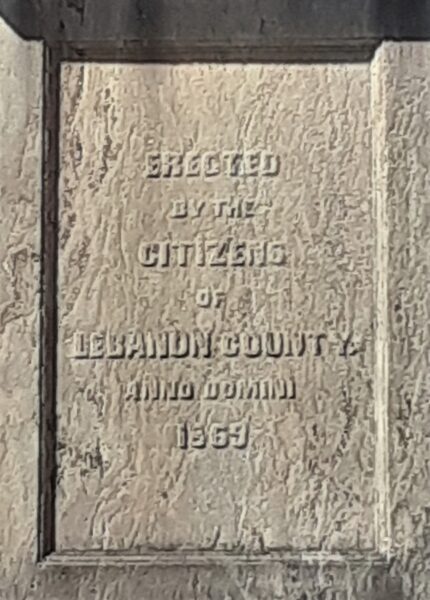 ERECTED
BY THE
CITIZENS
OF
LEBANON COUNTY.
ANNO DOMINI
1869